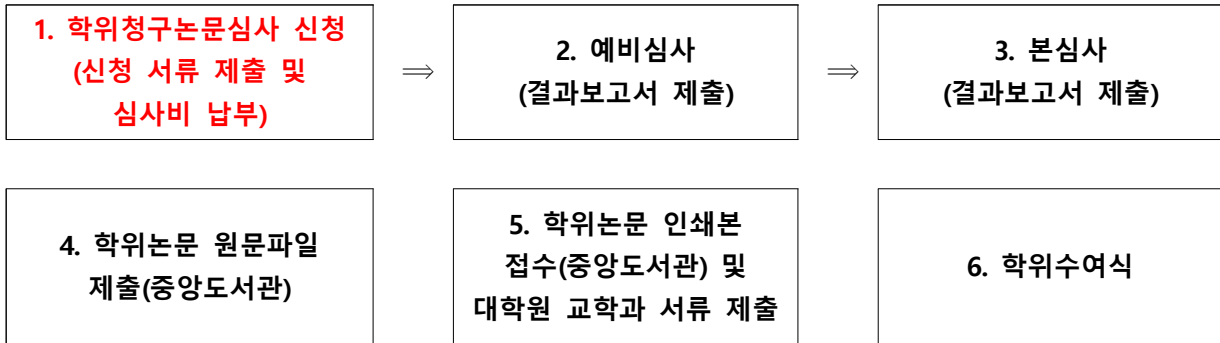 1. 학위청구논문심사 신청
(신청 서류 제출 및
심사비 납부)
⇒
2. 예비심사
(결과보고서 제출)
⇒
3. 본심사
(결과보고서 제출)
4. 학위논문 원문파일
제출(중앙도서관)
5. 학위논문 인쇄본
접수(중앙도서관) 및
대학원 교학과 서류 제출
6. 학위수여식